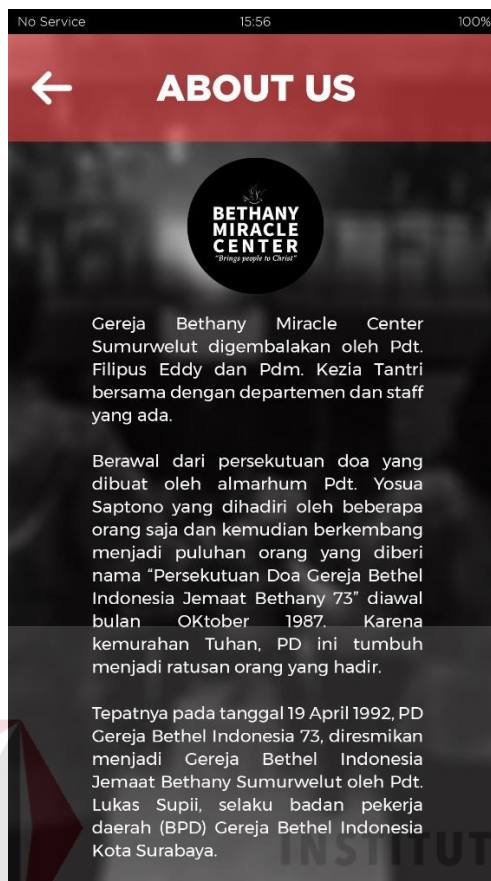 No Service 15:56 100%
ABOUT US
BETHANY
MIRACLE
CENTER
"Brings people to Christ"
Gereja Bethany Miracle Center
Sumurwelut digembalakan oleh Pdt.
Filipus Eddy dan Pdm. Kezia Tantri
bersama dengan departemen dan staff
yang ada.
Berawal dari persekutuan doa yang
dibuat oleh almarhum Pdt. Yosua
Saptono yang dihadiri oleh beberapa
orang saja dan kemudian berkembang
menjadi puluhan orang yang diberi
nama “Persekutuan Doa Gereja Bethel
Indonesia Jemaat Bethany 73” diawal
bulan OKtober 1987. Karena
kemurahan Tuhan, PD ini tumbuh
menjadi ratusan orang yang hadir.
Tepatnya pada tanggal 19 April 1992, PD
Gereja Bethel Indonesia 73, diresmikan
menjadi Gereja Bethel Indonesia
Jemaat Bethany Sumurwelut oleh Pdt.
Lukas Supii, selaku badan pekerja
daerah (BPD) Gereja Bethel Indonesia
Kota Surabaya.
INSTITUT